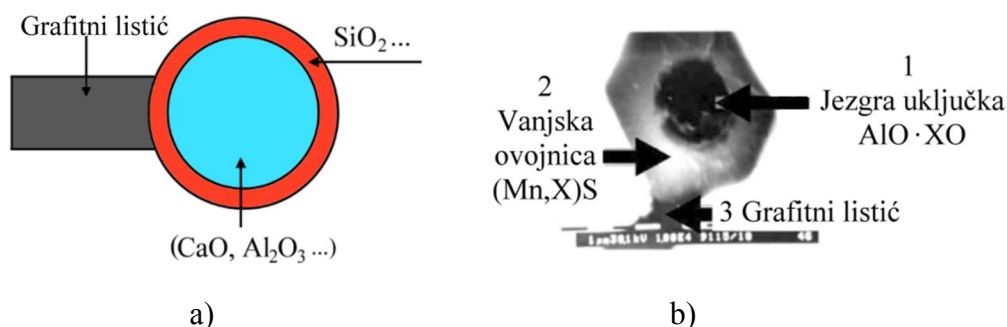 Grafitni listić
SiO₂ ...
(CaO, Al₂O₃ ...)
a)
2
Vanjska
ovojnica
(Mn,X)S
1
Jezgra uključka
AlO · XO
3 Grafitni listić
b)